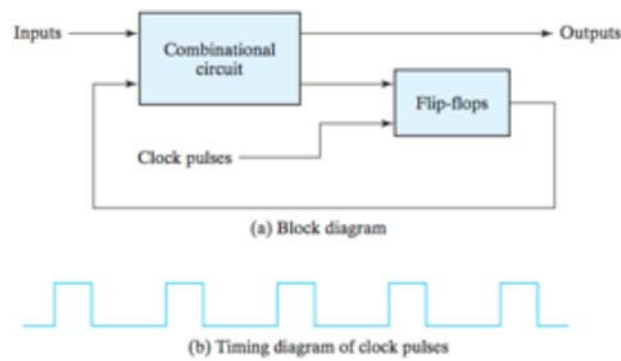 Inputs
Combinational
circuit
Outputs
Flip-flops
Clock pulses
(a) Block diagram
(b) Timing diagram of clock pulses